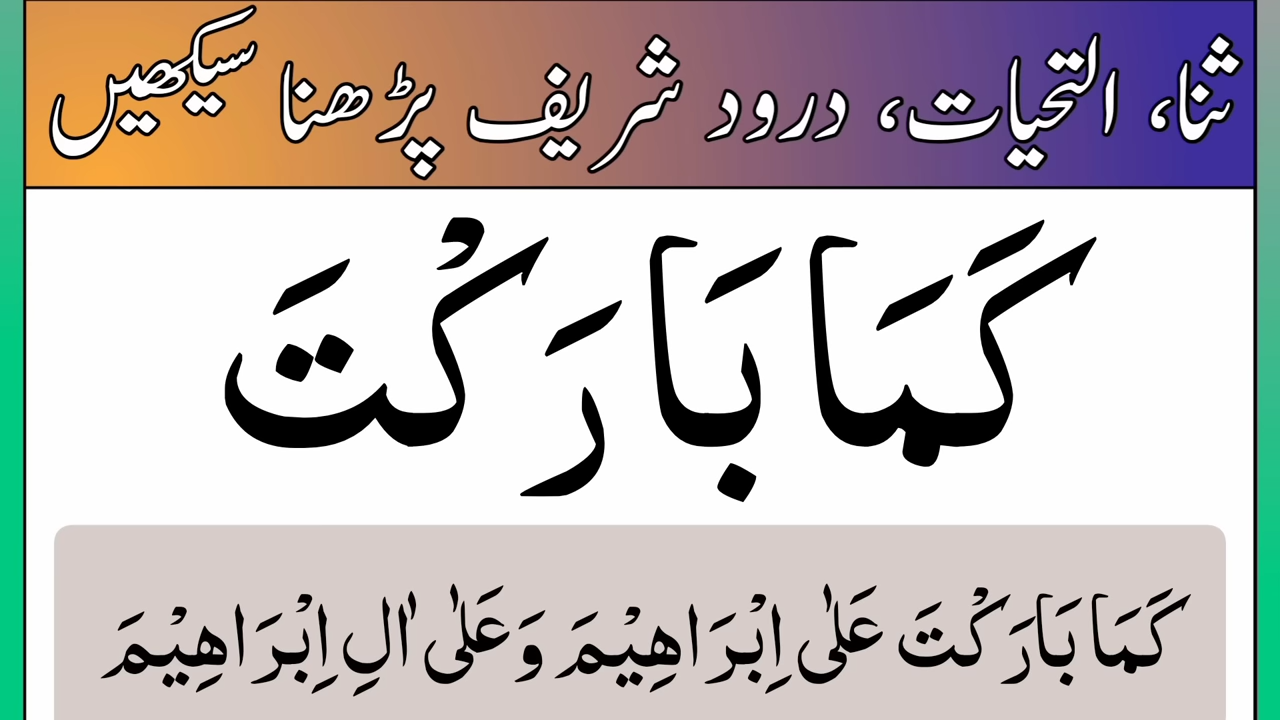 ثنا، التحیات، درود شریف پڑھنا سیکھیں
كَمَا بَارَكْتَ
كَمَا بَارَكْتَ عَلٰى اِبْرَاهِيْمَ وَعَلٰى اٰلِ اِبْرَاهِيْمَ